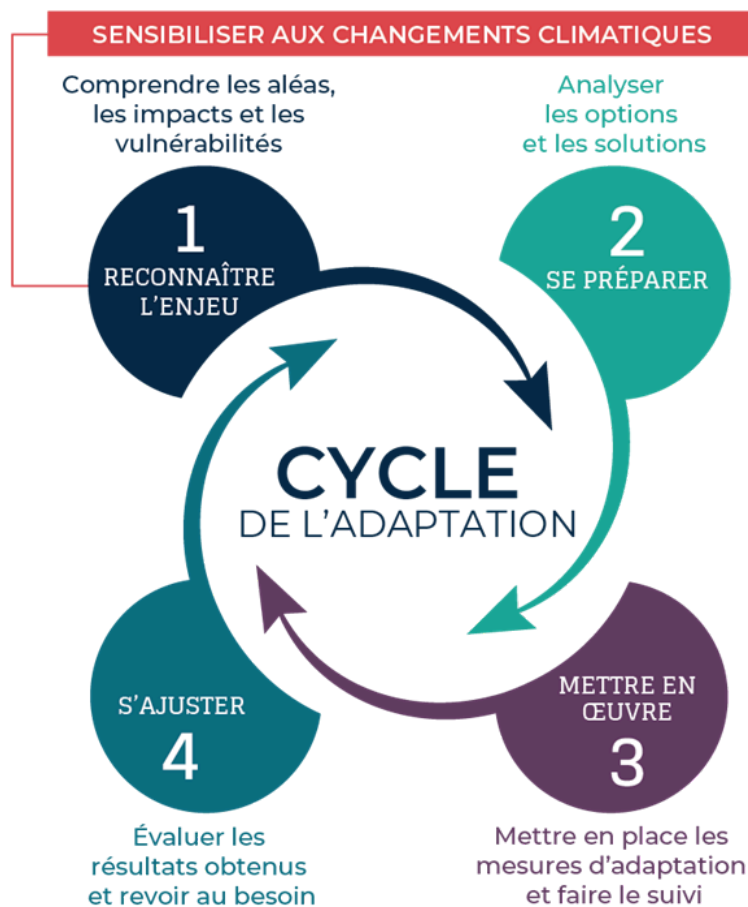 SENSIBILISER AUX CHANGEMENTS CLIMATIQUES
Comprendre les aléas,
les impacts et les
vulnérabilités
1
RECONNAÎTRE
L'ENJEU
Analyser
les options
et les solutions
2
SE PRÉPARER
CYCLE
DE L'ADAPTATION
METTRE EN
ŒUVRE
3
Mettre en place les
mesures d'adaptation
et faire le suivi
S'AJUSTER
4
Évaluer les
résultats obtenus
et revoir au besoin